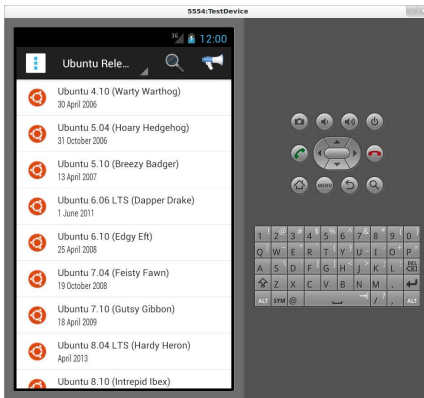 5554:TestDevice
3G 12:00
Ubuntu Rele...
Ubuntu 4.10 (Warty Warthog)
30 April 2006
Ubuntu 5.04 (Hoary Hedgehog)
31 October 2006
Ubuntu 5.10 (Breezy Badger)
13 April 2007
Ubuntu 6.06 LTS (Dapper Drake)
1 June 2011
Ubuntu 6.10 (Edgy Eft)
25 April 2008
Ubuntu 7.04 (Feisty Fawn)
19 October 2008
Ubuntu 7.10 (Gutsy Gibbon)
18 April 2009
Ubuntu 8.04 LTS (Hardy Heron)
April 2013
Ubuntu 8.10 (Intrepid Ibex)
MENU
1 ! 2 @ 3 # 4 $ 5 % 6 ^ 7 & 8 * 9 ( 0 )
Q W E R T Y U I O P
A S D F G H J K L DEL
Z X C V B N M .
ALT SYM @ / ? , ALT